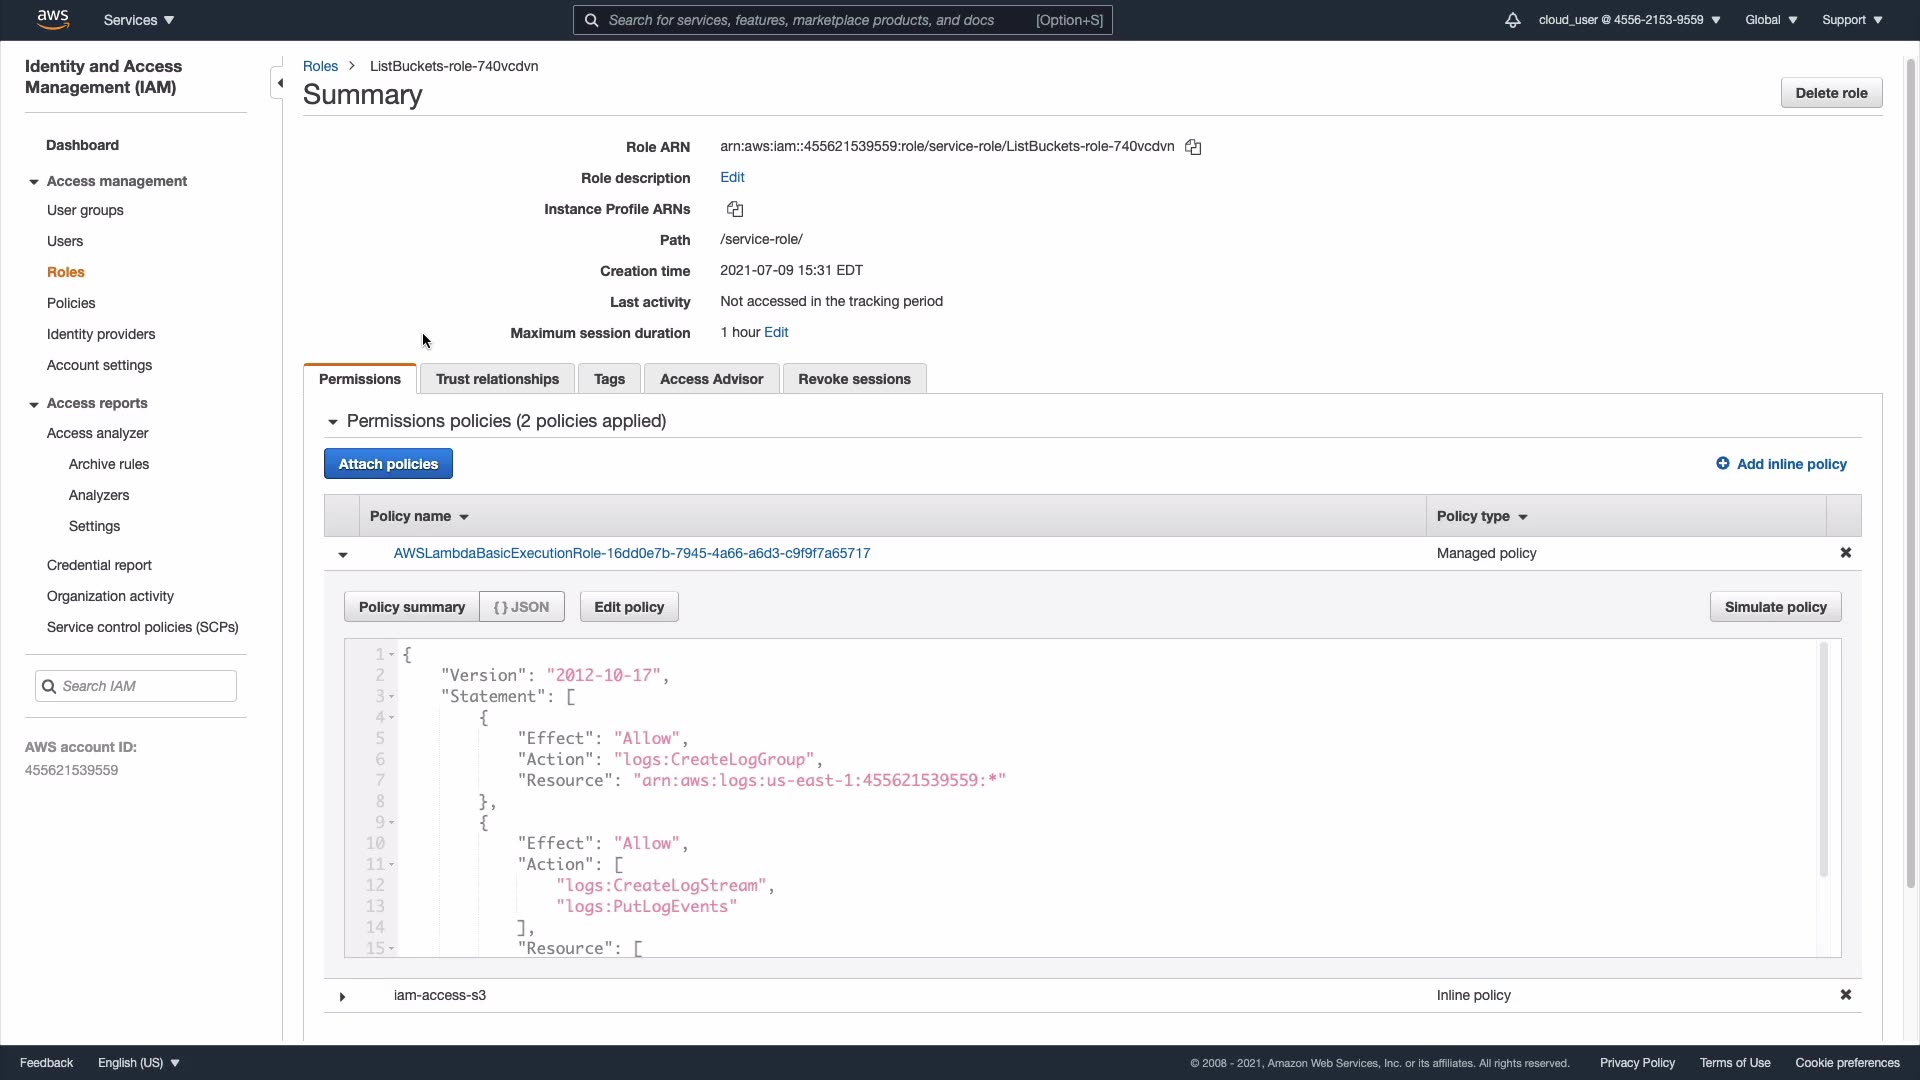 aws
Services
Search for services, features, marketplace products, and docs
[Option+S]
cloud_user @ 4556-2153-9559
Global
Support
Identity and Access
Management (IAM)
Dashboard
Access management
User groups
Users
Roles
Policies
Identity providers
Account settings
Access reports
Access analyzer
Archive rules
Analyzers
Settings
Credential report
Organization activity
Service control policies (SCPs)
Search IAM
AWS account ID:
455621539559
Roles > ListBuckets-role-740vcdvn
Summary
Delete role
Role ARN arn:aws:iam::455621539559:role/service-role/ListBuckets-role-740vcdvn
Role description Edit
Instance Profile ARNs
Path /service-role/
Creation time 2021-07-09 15:31 EDT
Last activity Not accessed in the tracking period
Maximum session duration 1 hour Edit
Permissions
Trust relationships
Tags
Access Advisor
Revoke sessions
Permissions policies (2 policies applied)
Attach policies
Add inline policy
Policy name
Policy type
AWSLambdaBasicExecutionRole-16dd0e7b-7945-4a66-a6d3-c9f9f7a65717
Managed policy
Policy summary
{ } JSON
Edit policy
Simulate policy
1 {
2 "Version": "2012-10-17",
3 "Statement": [
4 {
5 "Effect": "Allow",
6 "Action": "logs:CreateLogGroup",
7 "Resource": "arn:aws:logs:us-east-1:455621539559:*"
8 },
9 {
10 "Effect": "Allow",
11 "Action": [
12 "logs:CreateLogStream",
13 "logs:PutLogEvents"
14 ],
15 "Resource": [
iam-access-s3
Inline policy
Feedback
English (US)
© 2008 - 2021, Amazon Web Services, Inc. or its affiliates. All rights reserved.
Privacy Policy
Terms of Use
Cookie preferences